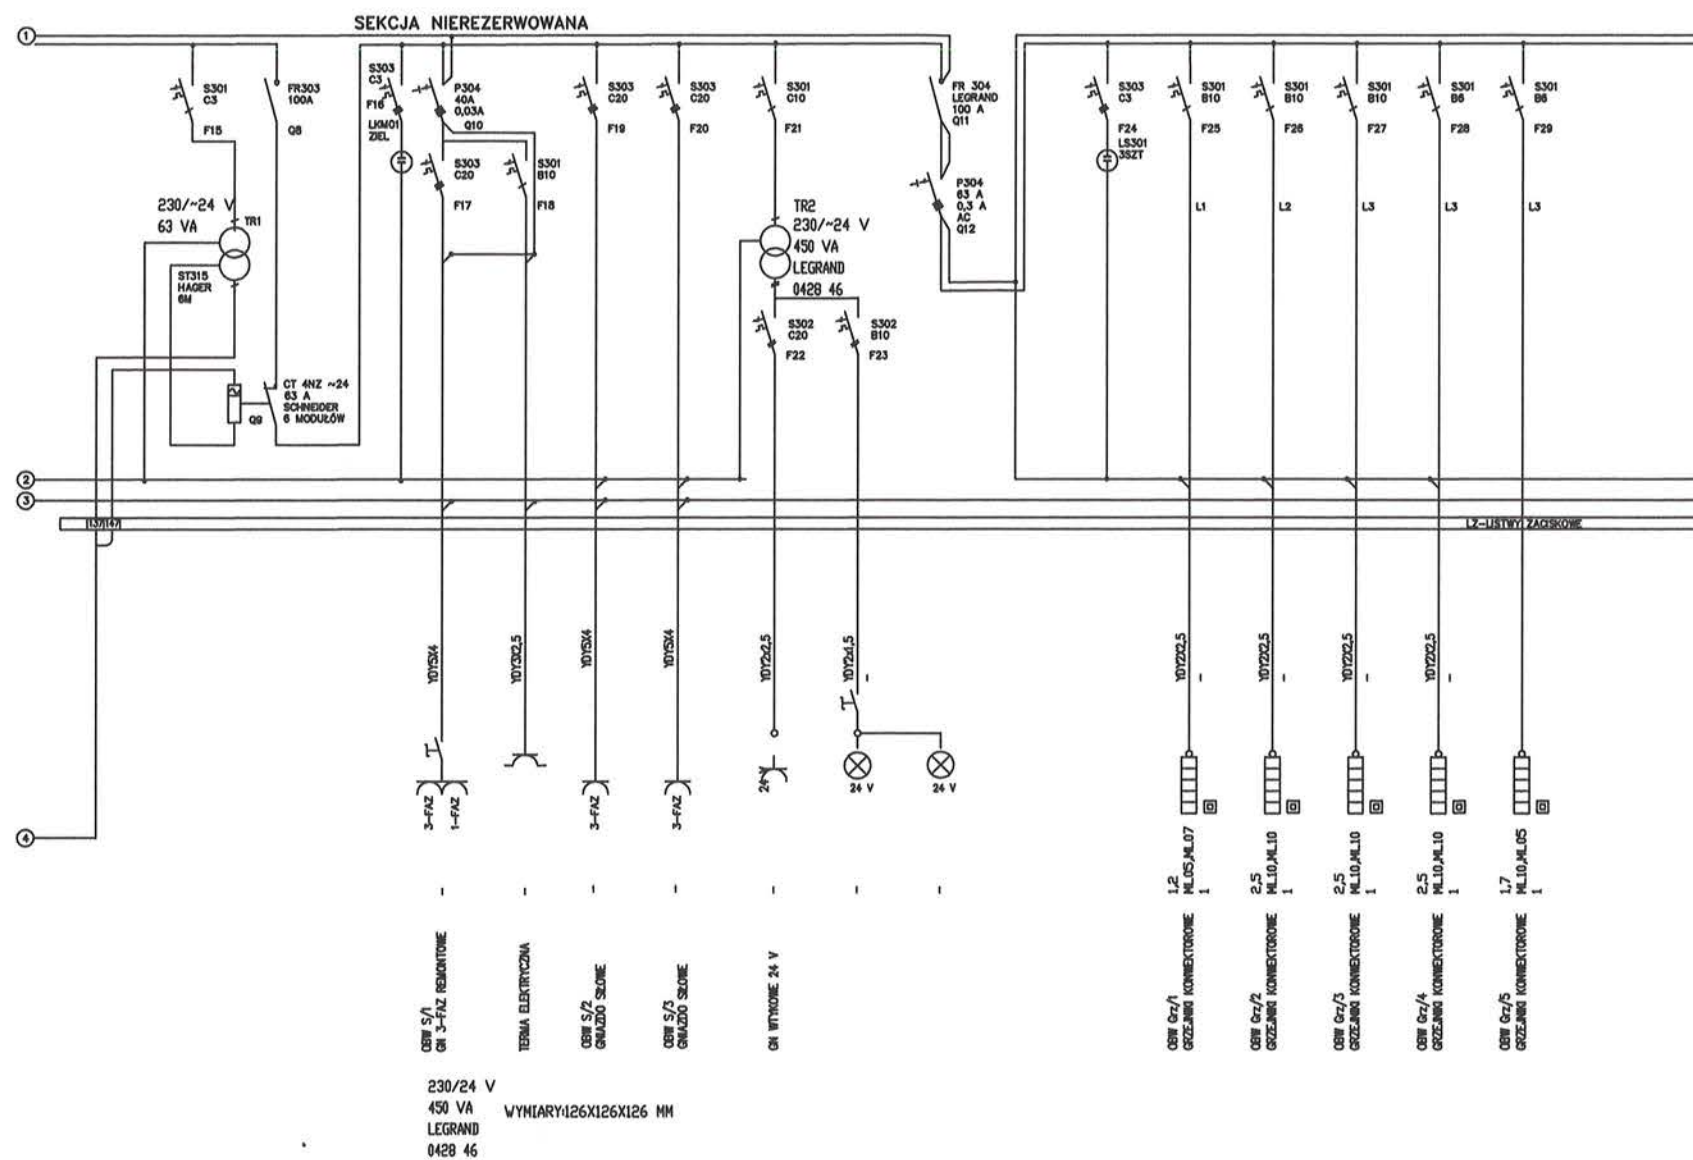 SEKCJA NIEREZERWOWANA
1
S301
C3
F15
FR303
100A
Q8
S303
C3
F16
LKM01
ZIEL
P304
40A
0,03A
Q10
S303
C20
F17
S301
B10
F18
S303
C20
F19
S303
C20
F20
S301
C10
F21
FR 304
LEGRAND
100 A
Q11
P304
63 A
0,3 A
AC
Q12
S303
C3
F24
LS301
3SZT
S301
B10
F25
L1
S301
B10
F26
L2
S301
B10
F27
L3
S301
B6
F28
L3
S301
B6
F29
L3
230/~24 V
63 VA
TR1
ST315
HAGER
6M
TR2
230/~24 V
450 VA
LEGRAND
0428 46
S302
C20
F22
S302
B10
F23
CT 4NZ ~24
63 A
SCHNEIDER
6 MODUŁÓW
Q9
2
3
137
147
LZ-LISTWY ZACISKOWE
YDY5X4
YDY3X2,5
YDY5X4
YDY5X4
YDY2x2,5
YDY2x1,5
-
YDY2X2,5
-
YDY2X2,5
-
YDY2X2,5
-
YDY2X2,5
-
3-FAZ
1-FAZ
3-FAZ
3-FAZ
24 V
24 V
24 V
4
-
-
-
-
-
-
-
1,2
ML05,ML07
1
2,5
ML10,ML10
1
2,5
ML10,ML10
1
2,5
ML10,ML10
1
1,7
ML10,ML05
1
OBW S/1
GN 3-FAZ REMONTOWE
TERMA ELEKTRYCZNA
OBW S/2
GNIAZDO SIŁOWE
OBW S/3
GNIAZDO SIŁOWE
GN WTYKOWE 24 V
OBW Grz/1
GRZEJNIKI KONWEKTOROWE
OBW Grz/2
GRZEJNIKI KONWEKTOROWE
OBW Grz/3
GRZEJNIKI KONWEKTOROWE
OBW Grz/4
GRZEJNIKI KONWEKTOROWE
OBW Grz/5
GRZEJNIKI KONWEKTOROWE
230/24 V
450 VA
WYMIARY:126X126X126 MM
LEGRAND
0428 46